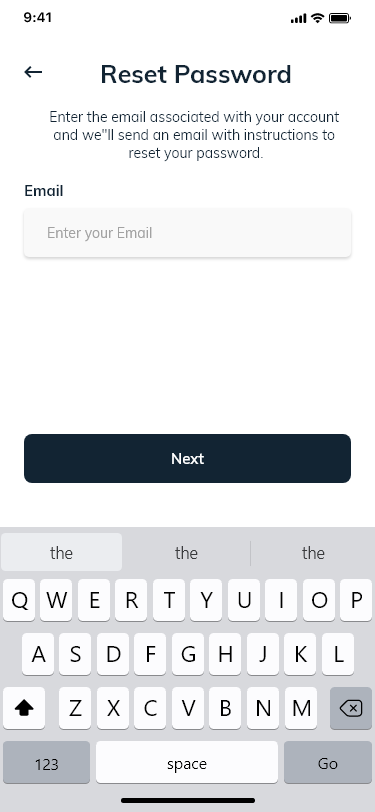 9:41
Reset Password
Enter the email associated with your account
and we"ll send an email with instructions to
reset your password.
Email
Enter your Email
Next
the the the
Q W E R T Y U I O P
A S D F G H J K L
Z X C V B N M
123 space Go